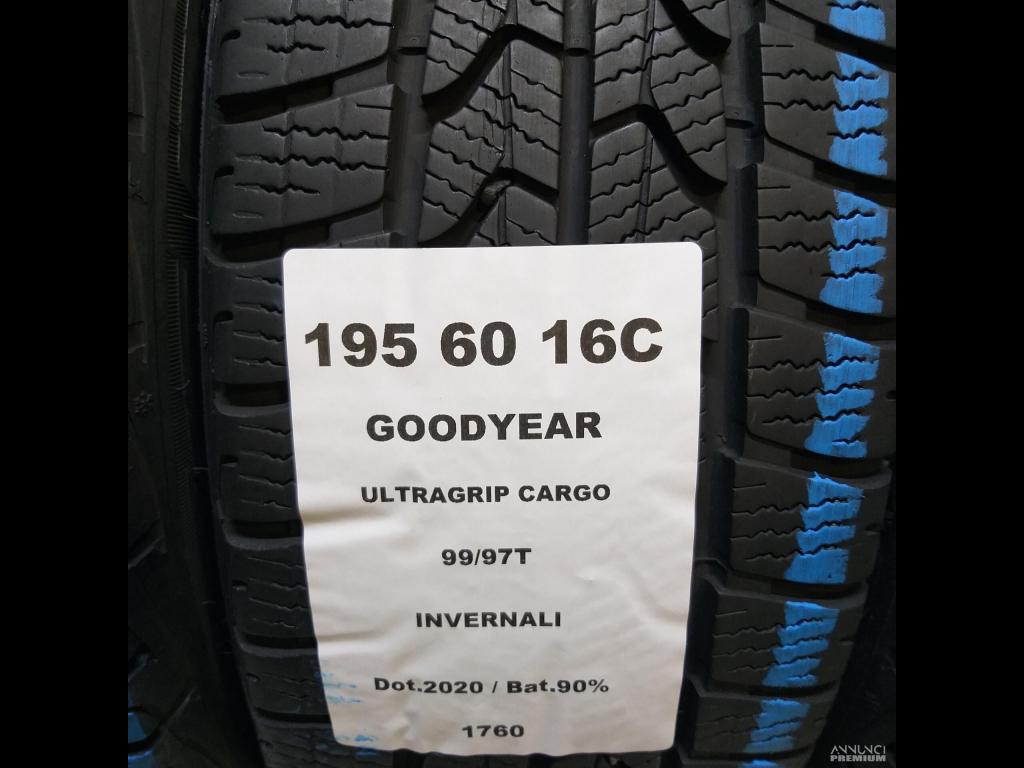 195 60 16C
GOODYEAR
ULTRAGRIP CARGO
99/97T
INVERNALI
Dot.2020 / Bat.90%
1760
ANNUNCI
PREMIUM